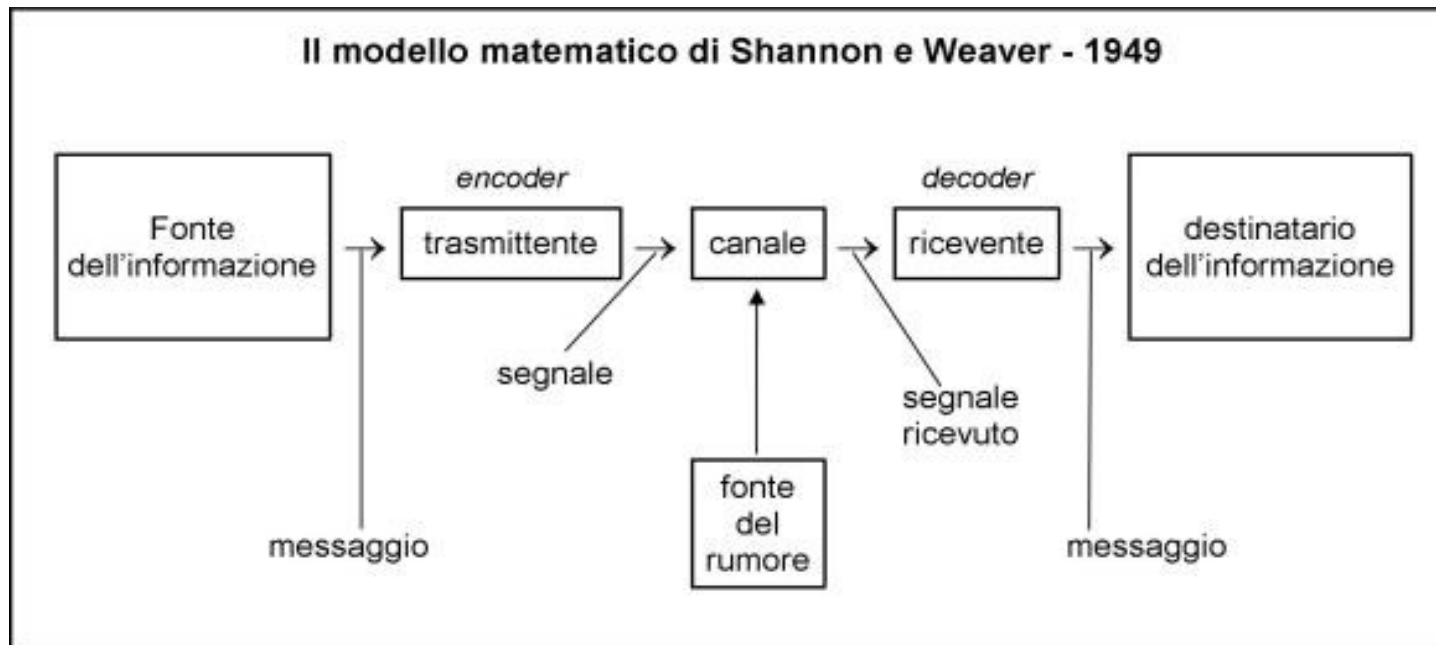 Il modello matematico di Shannon e Weaver - 1949
encoder
decoder
Fonte
dell'informazione
trasmittente
canale
ricevente
destinatario
dell'informazione
segnale
segnale
ricevuto
fonte
del
rumore
messaggio
messaggio